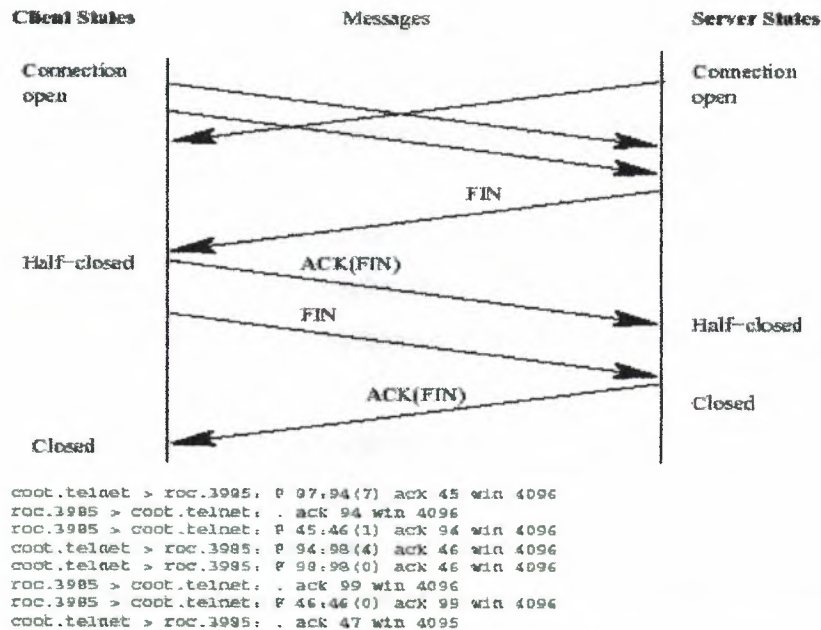 Client States
Messages
Server States
Connection
open
Connection
open
FIN
Half-closed
ACK(FIN)
FIN
Half-closed
ACK(FIN)
Closed
Closed
coot.telnet > roc.3985: P 87:94(7) ack 45 win 4096
roc.3985 > coot.telnet: . ack 94 win 4096
roc.3985 > coot.telnet: P 45:46(1) ack 94 win 4096
coot.telnet > roc.3985: P 94:98(4) ack 46 win 4096
coot.telnet > roc.3985: F 98:98(0) ack 46 win 4096
roc.3985 > coot.telnet: . ack 99 win 4096
roc.3985 > coot.telnet: F 46:46(0) ack 99 win 4096
coot.telnet > roc.3985: . ack 47 win 4095